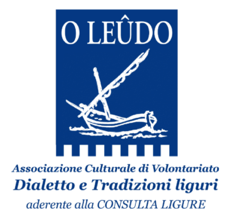 O LEÛDO
Associazione Culturale di Volontariato
Dialetto e Tradizioni liguri
aderente alla CONSULTA LIGURE